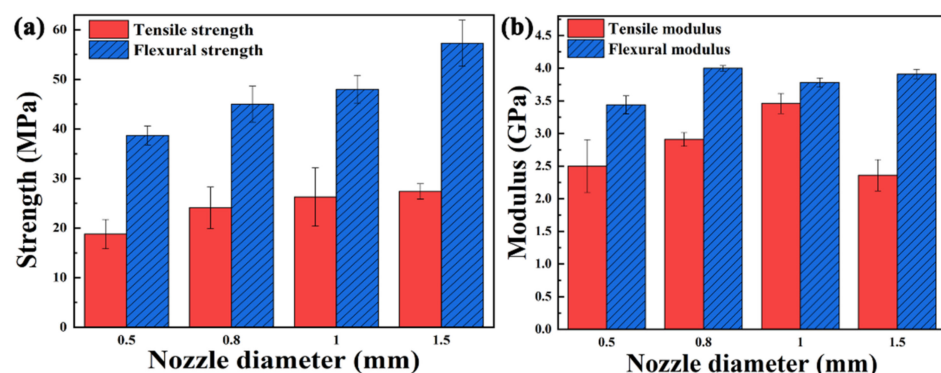 (a)
Tensile strength
Flexural strength
Strength (MPa)
60
50
40
30
20
10
0
0.5 0.8 1 1.5
Nozzle diameter (mm)
(b)
Tensile modulus
Flexural modulus
Modulus (GPa)
4.5
4.0
3.5
3.0
2.5
2.0
1.5
1.0
0.5
0.0
0.5 0.8 1 1.5
Nozzle diameter (mm)